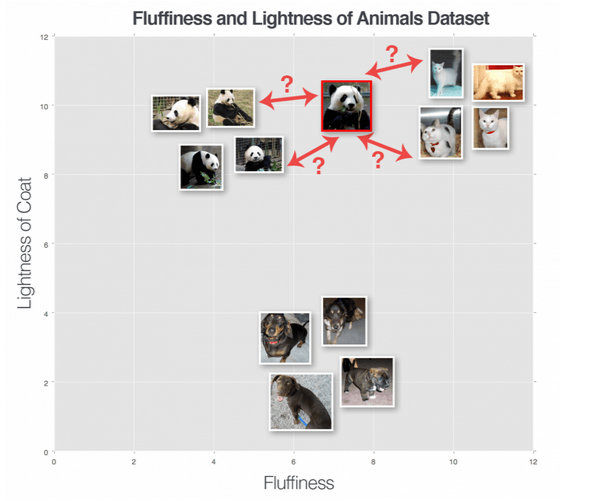 Fluffiness and Lightness of Animals Dataset
12
10
8
6
4
2
0
Lightness of Coat
?
?
?
?
0 2 4 6 8 10 12
Fluffiness